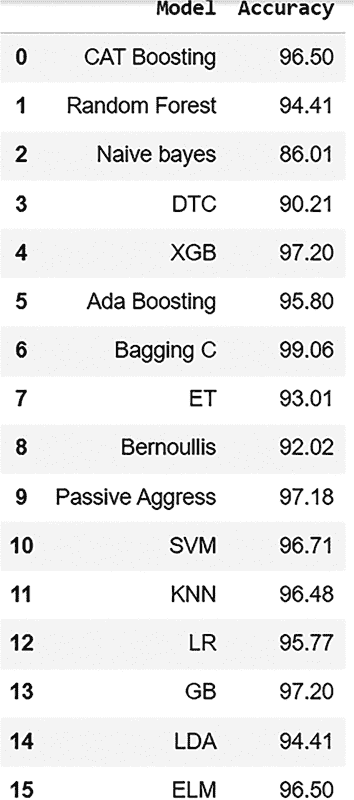 Model Accuracy
0 CAT Boosting 96.50
1 Random Forest 94.41
2 Naive bayes 86.01
3 DTC 90.21
4 XGB 97.20
5 Ada Boosting 95.80
6 Bagging C 99.06
7 ET 93.01
8 Bernoullis 92.02
9 Passive Aggress 97.18
10 SVM 96.71
11 KNN 96.48
12 LR 95.77
13 GB 97.20
14 LDA 94.41
15 ELM 96.50